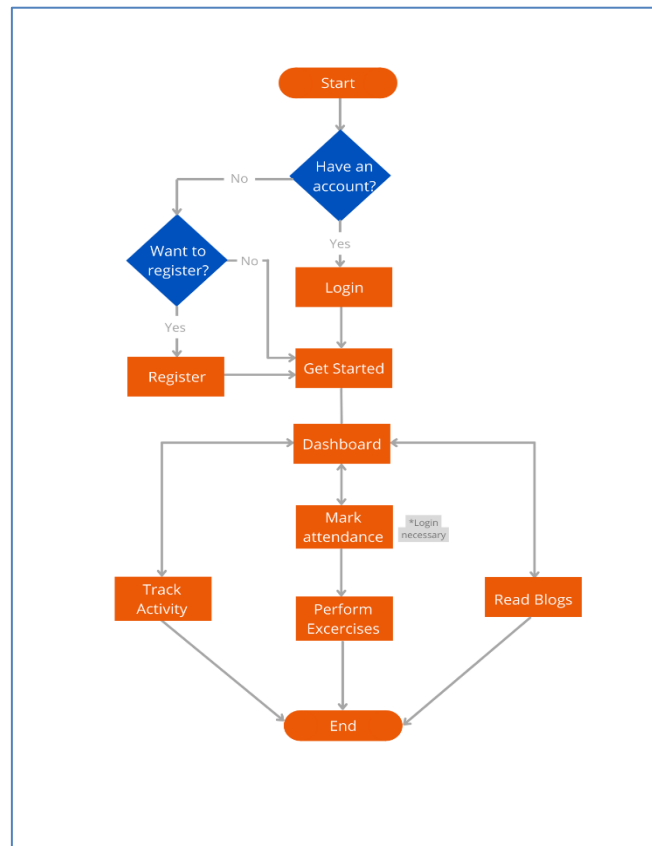 Start
Have an
account?
No
Yes
Want to
register?
No
Login
Yes
Get Started
Register
Dashboard
Mark
attendance
*Login
necessary
Track
Activity
Perform
Excercises
Read Blogs
End